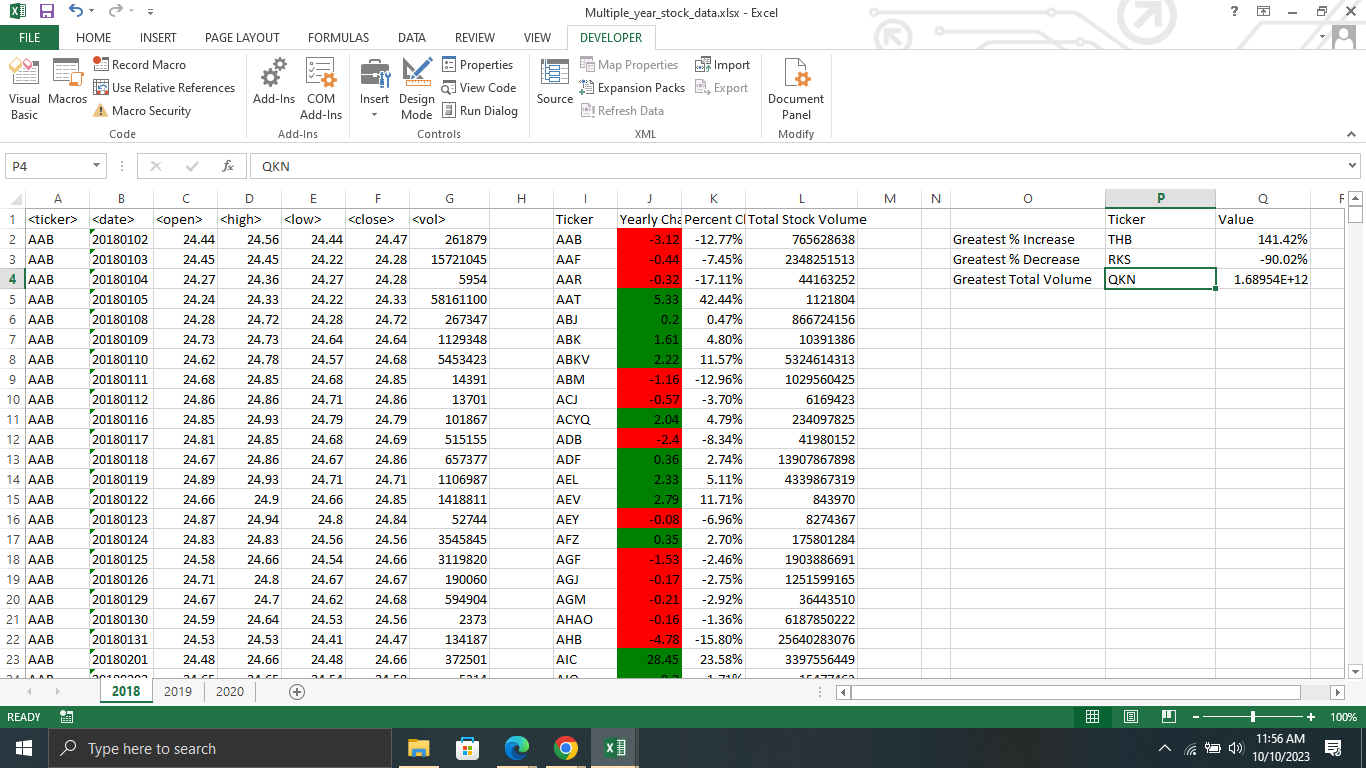 Multiple_year_stock_data.xlsx - Excel
?
FILE HOME INSERT PAGE LAYOUT FORMULAS DATA REVIEW VIEW DEVELOPER
Visual Basic
Macros
Record Macro
Use Relative References
Macro Security
Code
Add-Ins
COM Add-Ins
Add-Ins
Insert
Design Mode
Properties
View Code
Run Dialog
Controls
Source
Map Properties
Expansion Packs
Refresh Data
Import
Export
XML
Document Panel
Modify
P4 fx QKN
A B C D E F G H I J K L M N O P Q
1 <ticker> <date> <open> <high> <low> <close> <vol> Ticker Yearly Cha Percent C Total Stock Volume Ticker Value
2 AAB 20180102 24.44 24.56 24.44 24.47 261879 AAB -3.12 -12.77% 765628638 Greatest % Increase THB 141.42%
3 AAB 20180103 24.45 24.45 24.22 24.28 15721045 AAF -0.44 -7.45% 2348251513 Greatest % Decrease RKS -90.02%
4 AAB 20180104 24.27 24.36 24.27 24.28 5954 AAR -0.32 -17.11% 44163252 Greatest Total Volume QKN 1.68954E+12
5 AAB 20180105 24.24 24.33 24.22 24.33 58161100 AAT 5.33 42.44% 1121804
6 AAB 20180108 24.28 24.72 24.28 24.72 267347 ABJ 0.2 0.47% 866724156
7 AAB 20180109 24.73 24.73 24.64 24.64 1129348 ABK 1.61 4.80% 10391386
8 AAB 20180110 24.62 24.78 24.57 24.68 5453423 ABKV 2.22 11.57% 5324614313
9 AAB 20180111 24.68 24.85 24.68 24.85 14391 ABM -1.16 -12.96% 1029560425
10 AAB 20180112 24.86 24.86 24.71 24.86 13701 ACJ -0.57 -3.70% 6169423
11 AAB 20180116 24.85 24.93 24.79 24.79 101867 ACYQ 2.04 4.79% 234097825
12 AAB 20180117 24.81 24.85 24.68 24.69 515155 ADB -2.4 -8.34% 41980152
13 AAB 20180118 24.67 24.86 24.67 24.86 657377 ADF 0.36 2.74% 13907867898
14 AAB 20180119 24.89 24.93 24.71 24.71 1106987 AEL 2.33 5.11% 4339867319
15 AAB 20180122 24.66 24.9 24.66 24.85 1418811 AEV 2.79 11.71% 843970
16 AAB 20180123 24.87 24.94 24.8 24.84 52744 AEY -0.08 -6.96% 8274367
17 AAB 20180124 24.83 24.83 24.56 24.56 3545845 AFZ 0.35 2.70% 175801284
18 AAB 20180125 24.58 24.66 24.54 24.66 3119820 AGF -1.53 -2.46% 1903886691
19 AAB 20180126 24.71 24.8 24.67 24.67 190060 AGJ -0.17 -2.75% 1251599165
20 AAB 20180129 24.67 24.7 24.62 24.68 594904 AGM -0.21 -2.92% 36443510
21 AAB 20180130 24.59 24.64 24.53 24.56 2373 AHAO -0.16 -1.36% 6187850222
22 AAB 20180131 24.53 24.53 24.41 24.47 134187 AHB -4.78 -15.80% 25640283076
23 AAB 20180201 24.48 24.66 24.48 24.66 372501 AIC 28.45 23.58% 3397556449
2018 2019 2020
READY 100%
Type here to search
11:56 AM
10/10/2023